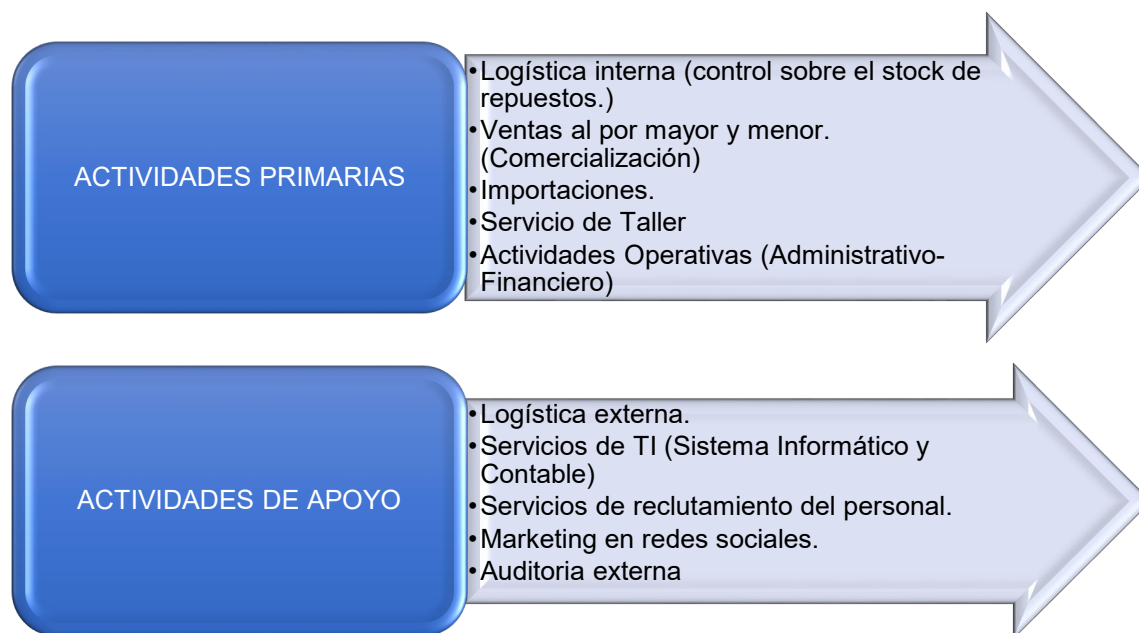 ACTIVIDADES PRIMARIAS
•Logística interna (control sobre el stock de
repuestos.)
•Ventas al por mayor y menor.
(Comercialización)
•Importaciones.
•Servicio de Taller
•Actividades Operativas (Administrativo-
Financiero)
ACTIVIDADES DE APOYO
•Logística externa.
•Servicios de TI (Sistema Informático y
Contable)
•Servicios de reclutamiento del personal.
•Marketing en redes sociales.
•Auditoria externa